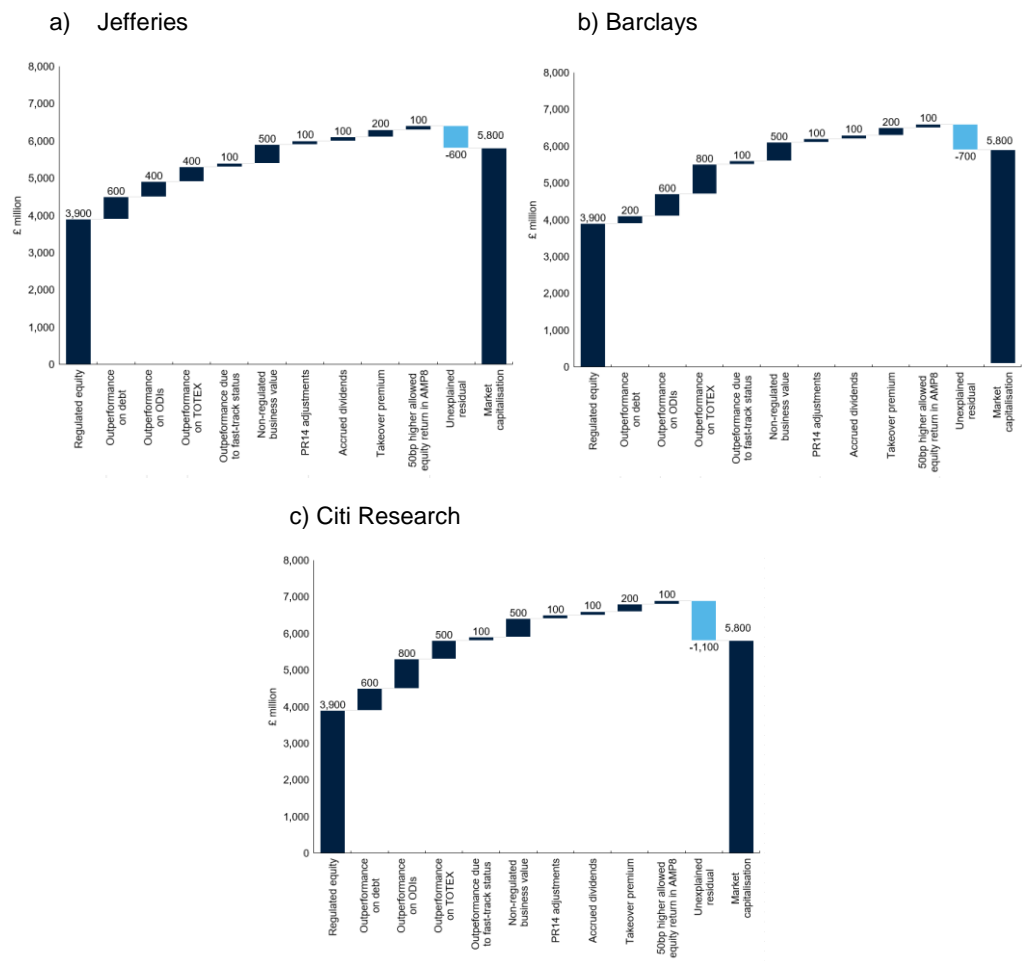 a) Jefferies
8,000
7,000
6,000
5,000
4,000
3,000
2,000
1,000
0
£ million
3,900
600
400
400
100
500
100
100
200
100
-600
5,800
Regulated equity
Outperformance
on debt
Outperformance
on ODIs
Outperformance
on TOTEX
Outpeformance due
to fast-track status
Non-regulated
business value
PR14 adjustments
Accrued dividends
Takeover premium
50bp higher allowed
equity return in AMP8
Unexplained
residual
Market
capitalisation
b) Barclays
8,000
7,000
6,000
5,000
4,000
3,000
2,000
1,000
0
£ million
3,900
200
600
800
100
500
100
100
200
100
-700
5,800
Regulated equity
Outperformance
on debt
Outperformance
on ODIs
Outperformance
on TOTEX
Outpeformance due
to fast-track status
Non-regulated
business value
PR14 adjustments
Accrued dividends
Takeover premium
50bp higher allowed
equity return in AMP8
Unexplained
residual
Market
capitalisation
c) Citi Research
8,000
7,000
6,000
5,000
4,000
3,000
2,000
1,000
0
£ million
3,900
600
800
500
100
500
100
100
200
100
-1,100
5,800
Regulated equity
Outperformance
on debt
Outperformance
on ODIs
Outperformance
on TOTEX
Outpeformance due
to fast-track status
Non-regulated
business value
PR14 adjustments
Accrued dividends
Takeover premium
50bp higher allowed
equity return in AMP8
Unexplained
residual
Market
capitalisation